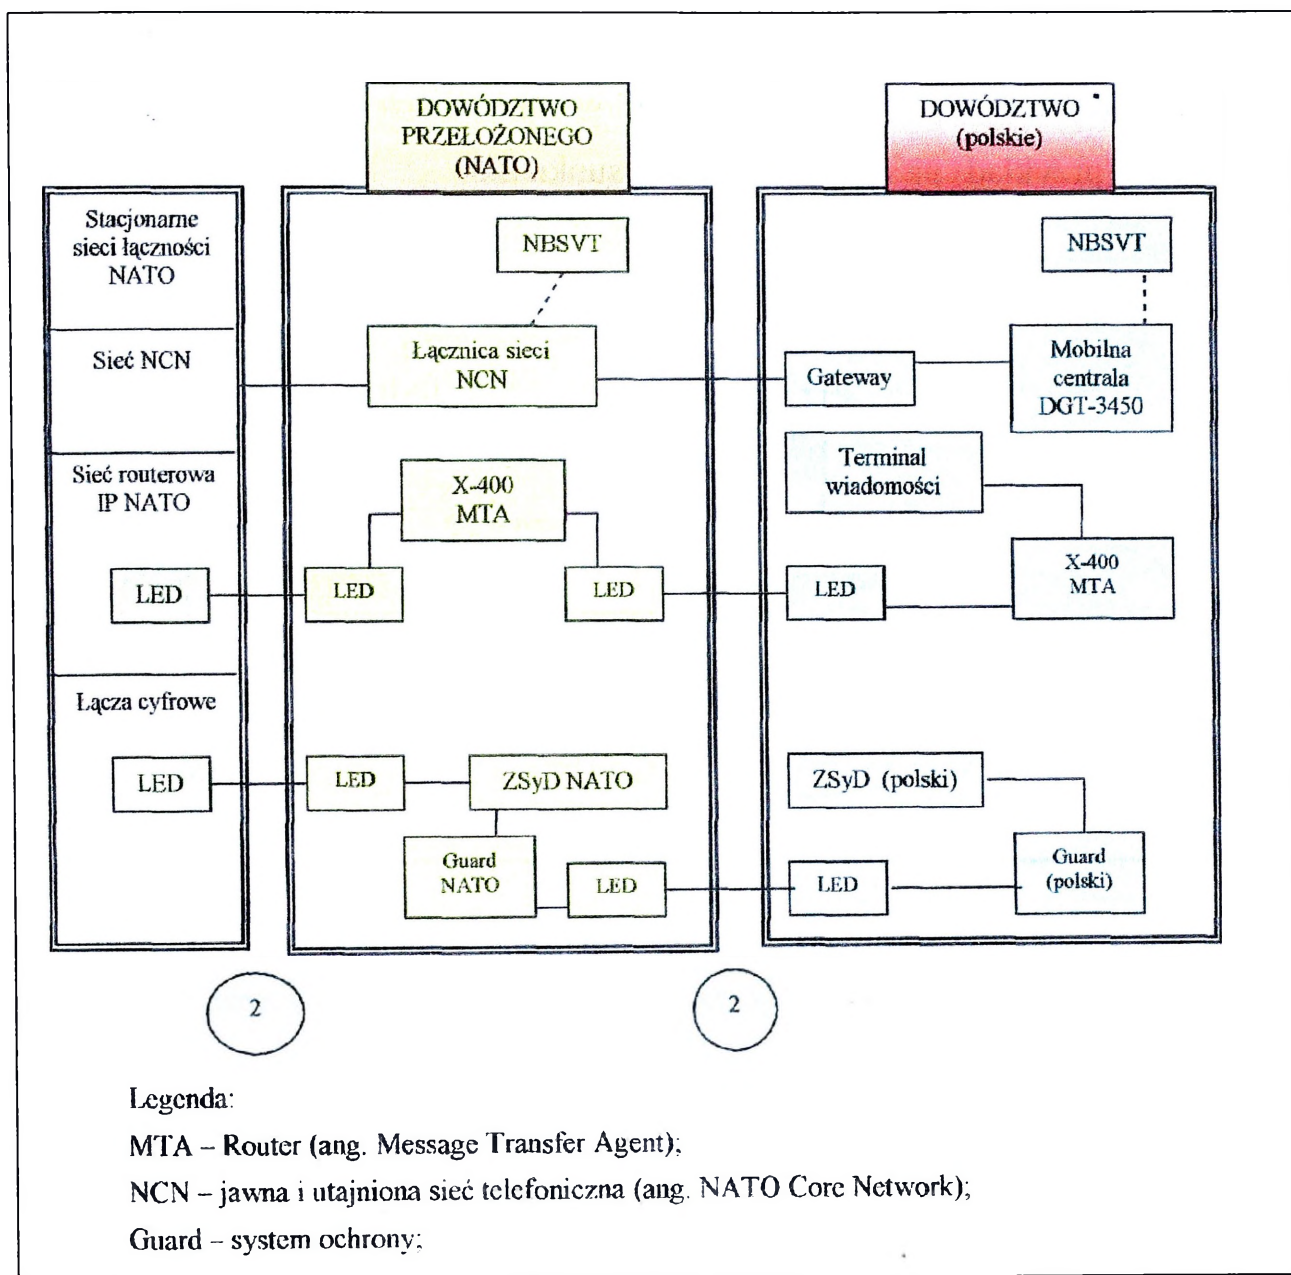 DOWÓDZTWO
PRZEŁOŻONEGO
(NATO)
DOWÓDZTWO
(polskie)
Stacjonarne
sieci łączności
NATO
Sieć NCN
Sieć routerowa
IP NATO
LED
Łącza cyfrowe
LED
NBSVT
Łącznica sieci
NCN
X-400
MTA
LED
LED
LED
ZSyD NATO
Guard
NATO
LED
NBSVT
Gateway
Mobilna
centrala
DGT-3450
Terminal
wiadomości
X-400
MTA
LED
ZSyD (polski)
LED
Guard
(polski)
2
2
Legenda:
MTA – Router (ang. Message Transfer Agent);
NCN – jawna i utajniona sieć telefoniczna (ang. NATO Core Network);
Guard – system ochrony;